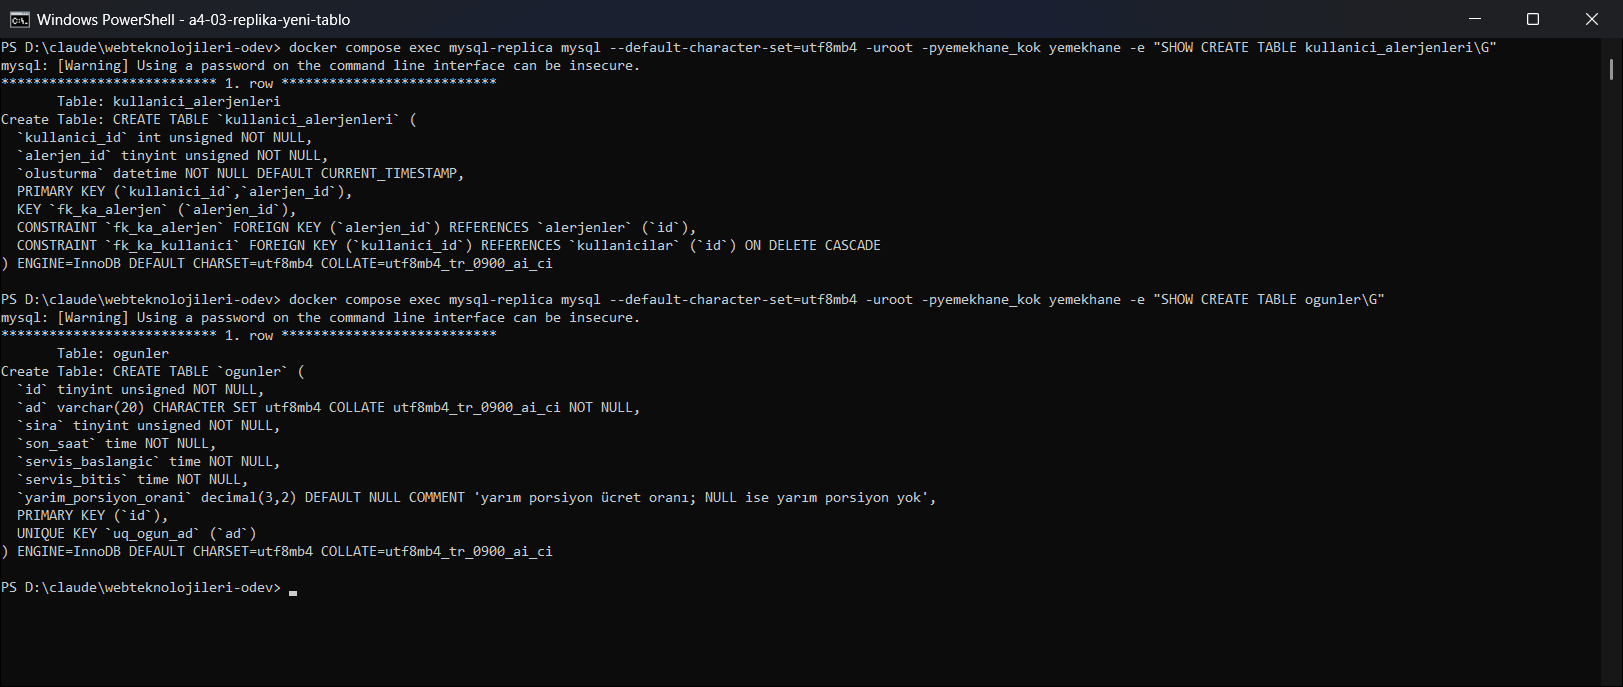 Windows PowerShell - a4-03-replika-yeni-tablo
PS D:\claude\webteknolojileri-odev> docker compose exec mysql-replica mysql --default-character-set=utf8mb4 -uroot -pyemekhane_kok yemekhane -e "SHOW CREATE TABLE kullanici_alerjenleri\G"
mysql: [Warning] Using a password on the command line interface can be insecure.
*************************** 1. row ***************************
       Table: kullanici_alerjenleri
Create Table: CREATE TABLE `kullanici_alerjenleri` (
  `kullanici_id` int unsigned NOT NULL,
  `alerjen_id` tinyint unsigned NOT NULL,
  `olusturma` datetime NOT NULL DEFAULT CURRENT_TIMESTAMP,
  PRIMARY KEY (`kullanici_id`,`alerjen_id`),
  KEY `fk_ka_alerjen` (`alerjen_id`),
  CONSTRAINT `fk_ka_alerjen` FOREIGN KEY (`alerjen_id`) REFERENCES `alerjenler` (`id`),
  CONSTRAINT `fk_ka_kullanici` FOREIGN KEY (`kullanici_id`) REFERENCES `kullanicilar` (`id`) ON DELETE CASCADE
) ENGINE=InnoDB DEFAULT CHARSET=utf8mb4 COLLATE=utf8mb4_tr_0900_ai_ci
PS D:\claude\webteknolojileri-odev> docker compose exec mysql-replica mysql --default-character-set=utf8mb4 -uroot -pyemekhane_kok yemekhane -e "SHOW CREATE TABLE ogunler\G"
mysql: [Warning] Using a password on the command line interface can be insecure.
*************************** 1. row ***************************
       Table: ogunler
Create Table: CREATE TABLE `ogunler` (
  `id` tinyint unsigned NOT NULL,
  `ad` varchar(20) CHARACTER SET utf8mb4 COLLATE utf8mb4_tr_0900_ai_ci NOT NULL,
  `sira` tinyint unsigned NOT NULL,
  `son_saat` time NOT NULL,
  `servis_baslangic` time NOT NULL,
  `servis_bitis` time NOT NULL,
  `yarim_porsiyon_orani` decimal(3,2) DEFAULT NULL COMMENT 'yarım porsiyon ücret oranı; NULL ise yarım porsiyon yok',
  PRIMARY KEY (`id`),
  UNIQUE KEY `uq_ogun_ad` (`ad`)
) ENGINE=InnoDB DEFAULT CHARSET=utf8mb4 COLLATE=utf8mb4_tr_0900_ai_ci
PS D:\claude\webteknolojileri-odev>